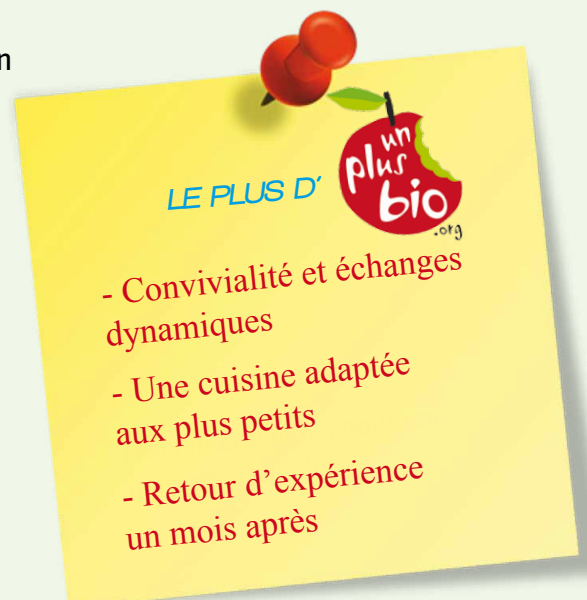 n
LE PLUS D'
un
plus
bio
.org
- Convivialité et échanges
dynamiques
- Une cuisine adaptée
aux plus petits
- Retour d'expérience
un mois après